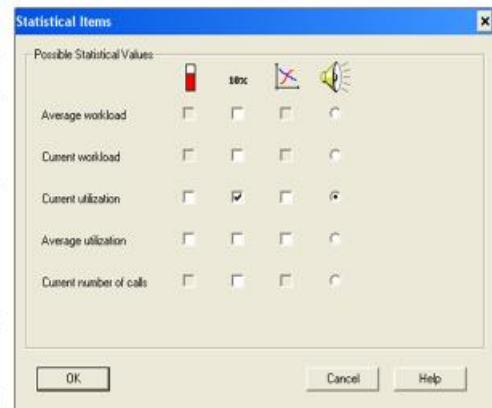 Statistical Items
Possible Statistical Values
10%
Average workload
Current workload
Current utilization
Average utilization
Current number of calls
OK Cancel Help